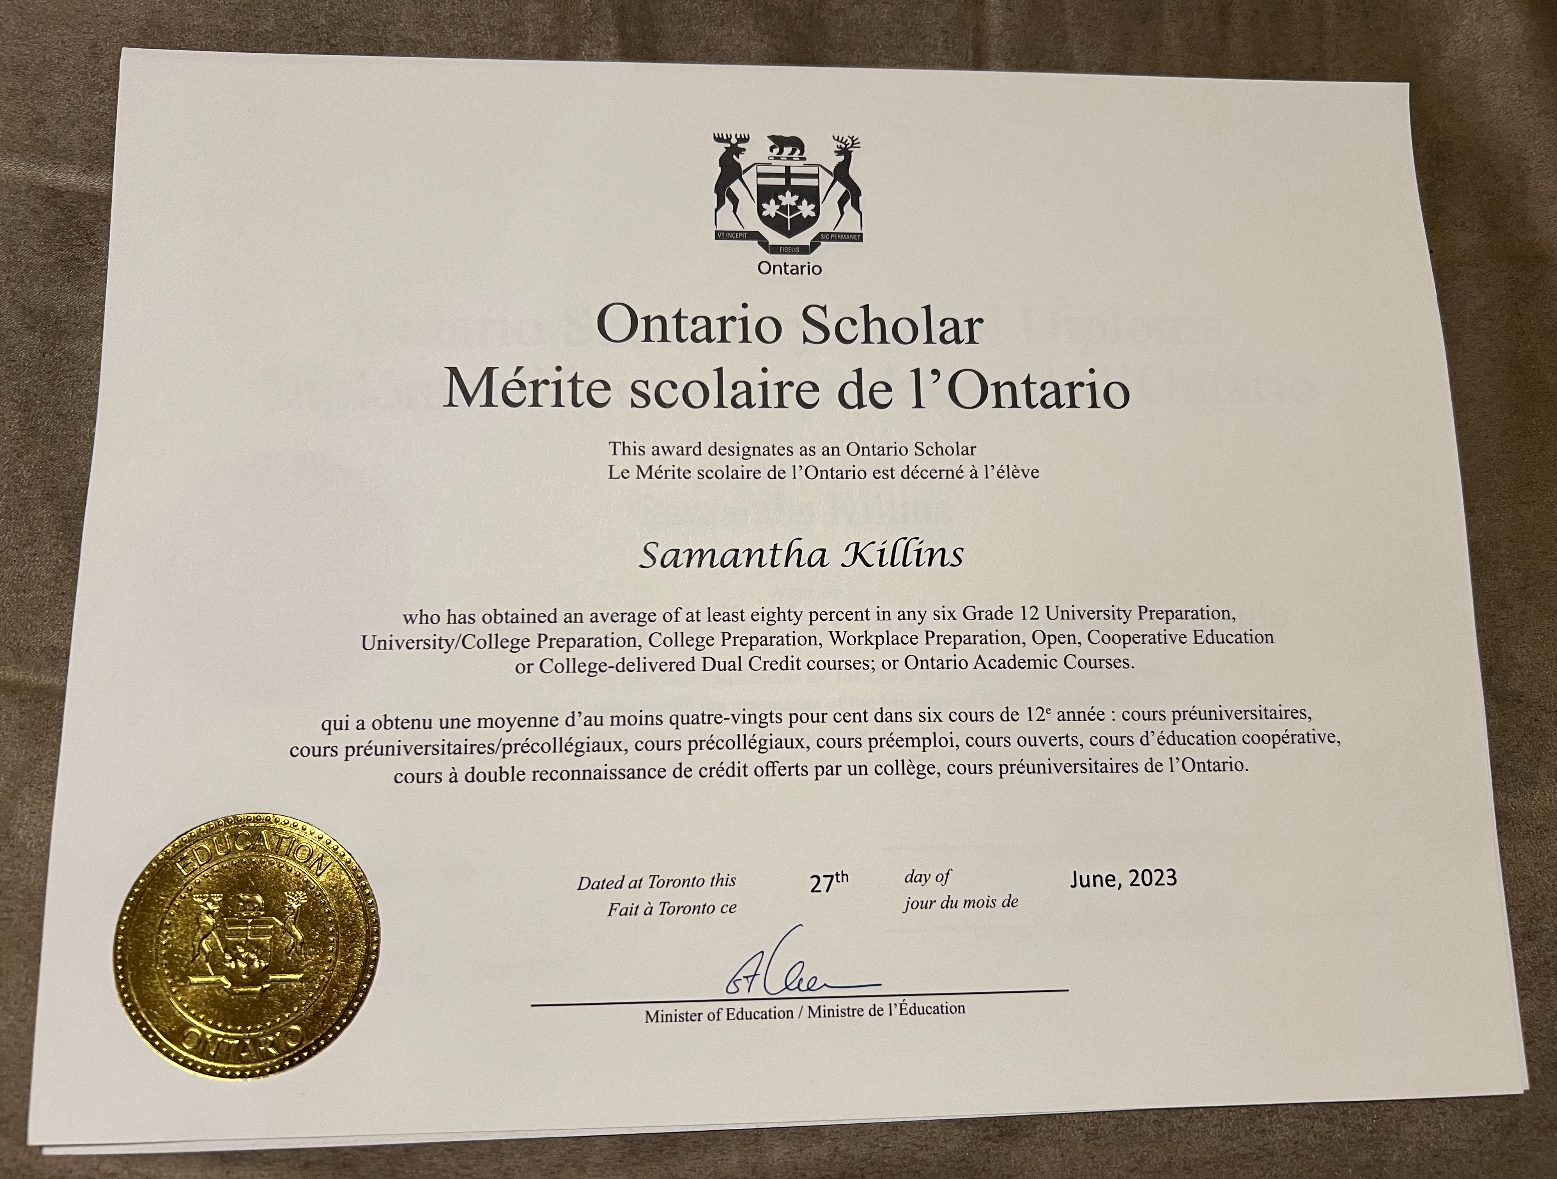 VT INCEPIT
FIDELIS
SIC PERMANET
Ontario
Ontario Scholar
Mérite scolaire de l’Ontario
This award designates as an Ontario Scholar
Le Mérite scolaire de l’Ontario est décerné à l’élève
Samantha Killins
who has obtained an average of at least eighty percent in any six Grade 12 University Preparation,
University/College Preparation, College Preparation, Workplace Preparation, Open, Cooperative Education
or College-delivered Dual Credit courses; or Ontario Academic Courses.
qui a obtenu une moyenne d’au moins quatre-vingts pour cent dans six cours de 12e année : cours préuniversitaires,
cours préuniversitaires/précollégiaux, cours précollégiaux, cours préemploi, cours ouverts, cours d’éducation coopérative,
cours à double reconnaissance de crédit offerts par un collège, cours préuniversitaires de l’Ontario.
EDUCATION
ONTARIO
Dated at Toronto this 27th day of June, 2023
Fait à Toronto ce jour du mois de
Minister of Education / Ministre de l’Éducation